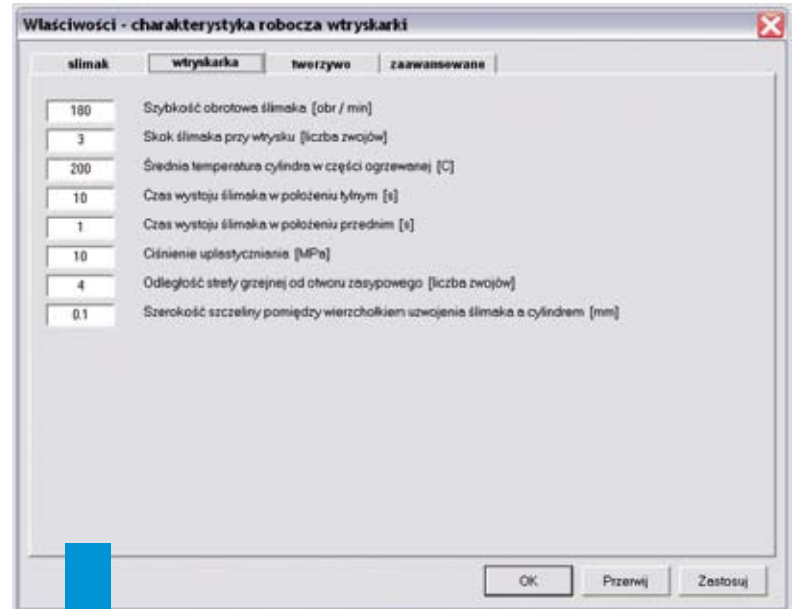 Właściwości - charakterystyka robocza wtryskarki
slimak wtryskarka tworzywo zaawansowane
180 Szybkość obrotowa ślimaka [obr / min]
3 Skok ślimaka przy wtrysku [liczba zwojów]
200 Średnia temperatura cylindra w części ogrzewanej [C]
10 Czas wystoju ślimaka w położeniu tylnym [s]
1 Czas wystoju ślimaka w położeniu przednim [s]
10 Ciśnienie uplastyczniania [MPa]
4 Odległość strefy grzejnej od otworu zasypowego [liczba zwojów]
0.1 Szerokość szczeliny pomiędzy wierzchołkiem uzwojenia ślimaka a cylindrem [mm]
OK Przerwij Zastosuj